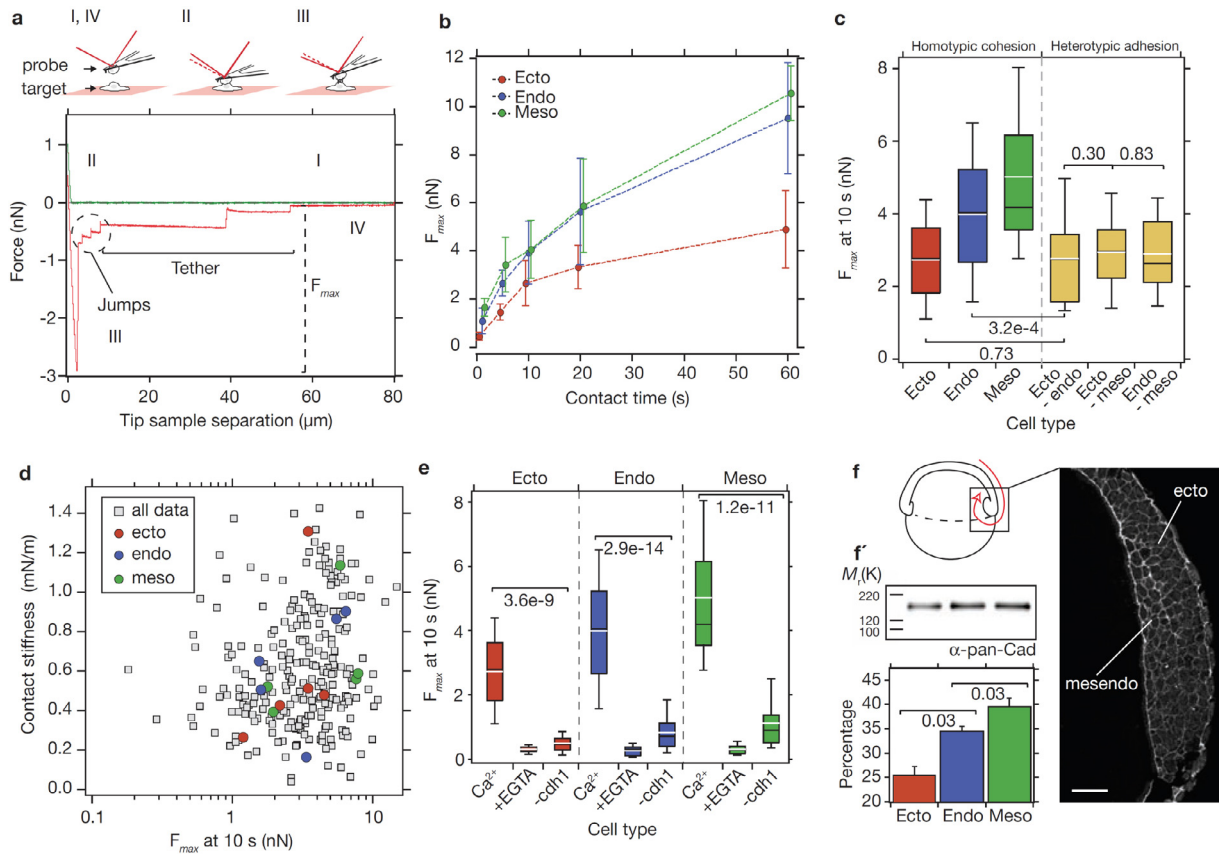 a
I, IV
II
III
probe
target
1
0
-1
-2
-3
Force (nN)
II
I
IV
Tether
Jumps
III
F max
0
20
40
60
80
Tip sample separation (µm)
b
12
10
8
6
4
2
0
F max (nN)
Ecto
Endo
Meso
0
10
20
30
40
50
60
Contact time (s)
c
Homotypic cohesion
Heterotypic adhesion
8
6
4
2
0
F max at 10 s (nN)
0.30
0.83
3.2e-4
0.73
Ecto
Endo
Meso
Ecto - endo
Ecto - meso
Endo - meso
Cell type
d
1.4
1.2
1.0
0.8
0.6
0.4
0.2
0.0
Contact stiffness (mN/m)
all data
ecto
endo
meso
0.1
1
10
F max at 10 s (nN)
e
Ecto
Endo
Meso
8
6
4
2
0
F max at 10 s (nN)
3.6e-9
2.9e-14
1.2e-11
Ca²⁺
+EGTA
-cdh1
Ca²⁺
+EGTA
-cdh1
Ca²⁺
+EGTA
-cdh1
Cell type
f
ecto
mesendo
f′
Mr(K)
220
120
100
α-pan-Cad
40
35
30
25
20
Percentage
0.03
0.03
Ecto
Endo
Meso